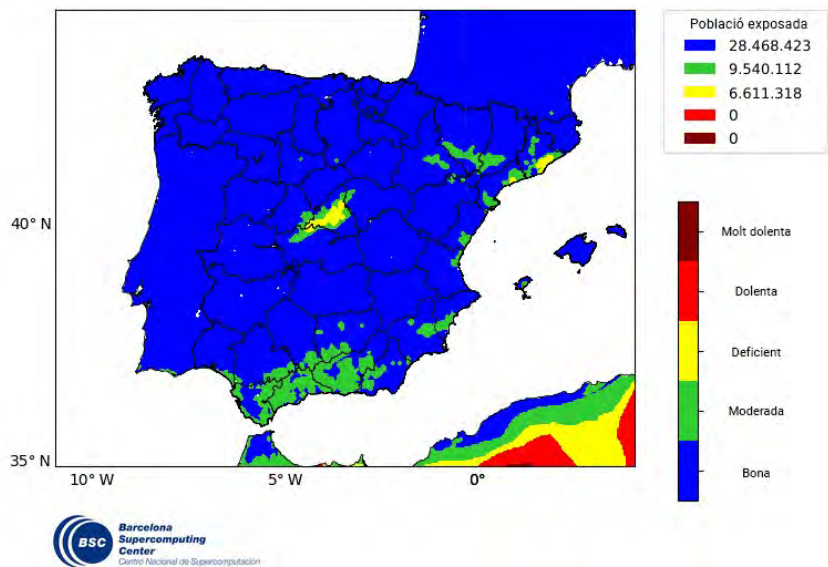 Població exposada
28.468.423
9.540.112
6.611.318
0
0
40° N
35° N
10° W
5° W
0°
Molt dolenta
Dolenta
Deficient
Moderada
Bona
BSC
Barcelona
Supercomputing
Center
Centro Nacional de Supercomputación